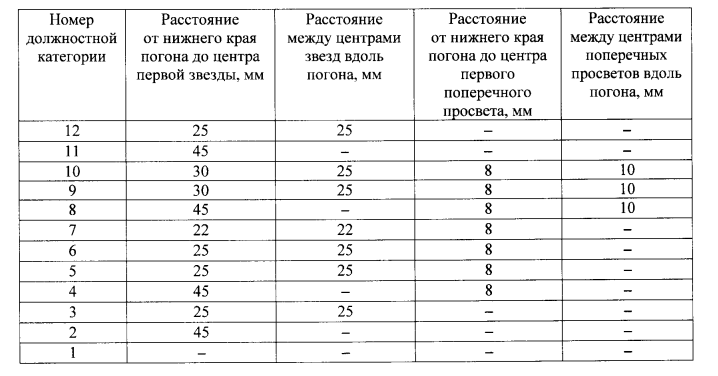 Номер должностной категории | Расстояние от нижнего края погона до центра первой звезды, мм | Расстояние между центрами звезд вдоль погона, мм | Расстояние от нижнего края погона до центра первого поперечного просвета, мм | Расстояние между центрами поперечных просветов вдоль погона, мм
12 | 25 | 25 | – | –
11 | 45 | – | – | –
10 | 30 | 25 | 8 | 10
9 | 30 | 25 | 8 | 10
8 | 45 | – | 8 | 10
7 | 22 | 22 | 8 | –
6 | 25 | 25 | 8 | –
5 | 25 | 25 | 8 | –
4 | 45 | – | 8 | –
3 | 25 | 25 | – | –
2 | 45 | – | – | –
1 | – | – | – | –